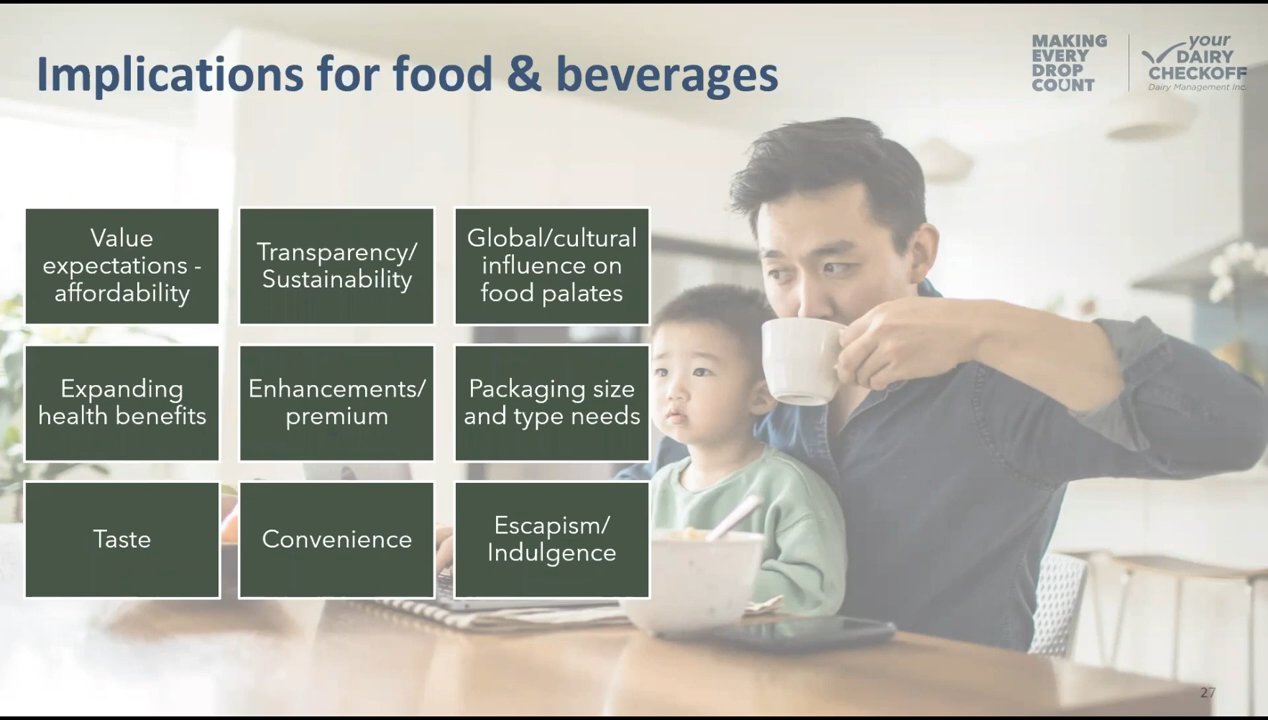 Implications for food & beverages
MAKING
EVERY
DROP
COUNT
your
DAIRY
CHECKOFF
Dairy Management Inc.
Value
expectations -
affordability
Transparency/
Sustainability
Global/cultural
influence on
food palates
Expanding
health benefits
Enhancements/
premium
Packaging size
and type needs
Taste
Convenience
Escapism/
Indulgence
27